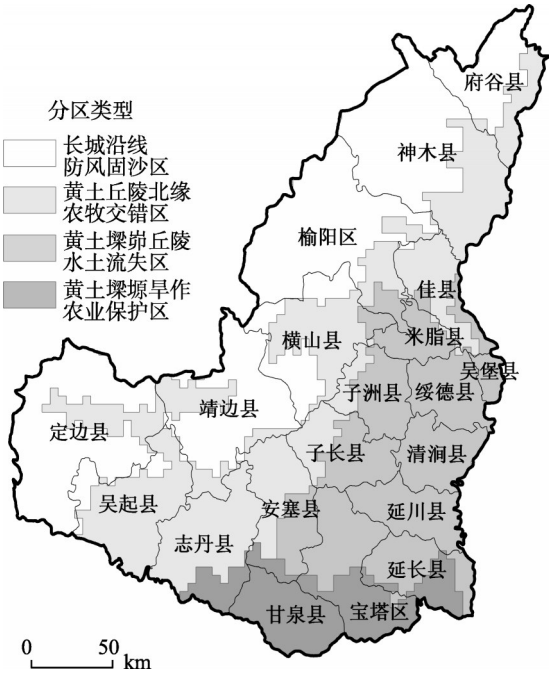 府谷县
分区类型
长城沿线
防风固沙区
神木县
黄土丘陵北缘
农牧交错区
黄土墚峁丘陵
水土流失区
榆阳区
佳县
黄土墚塬旱作
农业保护区
横山县
米脂县
吴堡县
子洲县
绥德县
靖边县
定边县
子长县
清涧县
吴起县
安塞县
延川县
志丹县
延长县
甘泉县
宝塔区
0 50
km